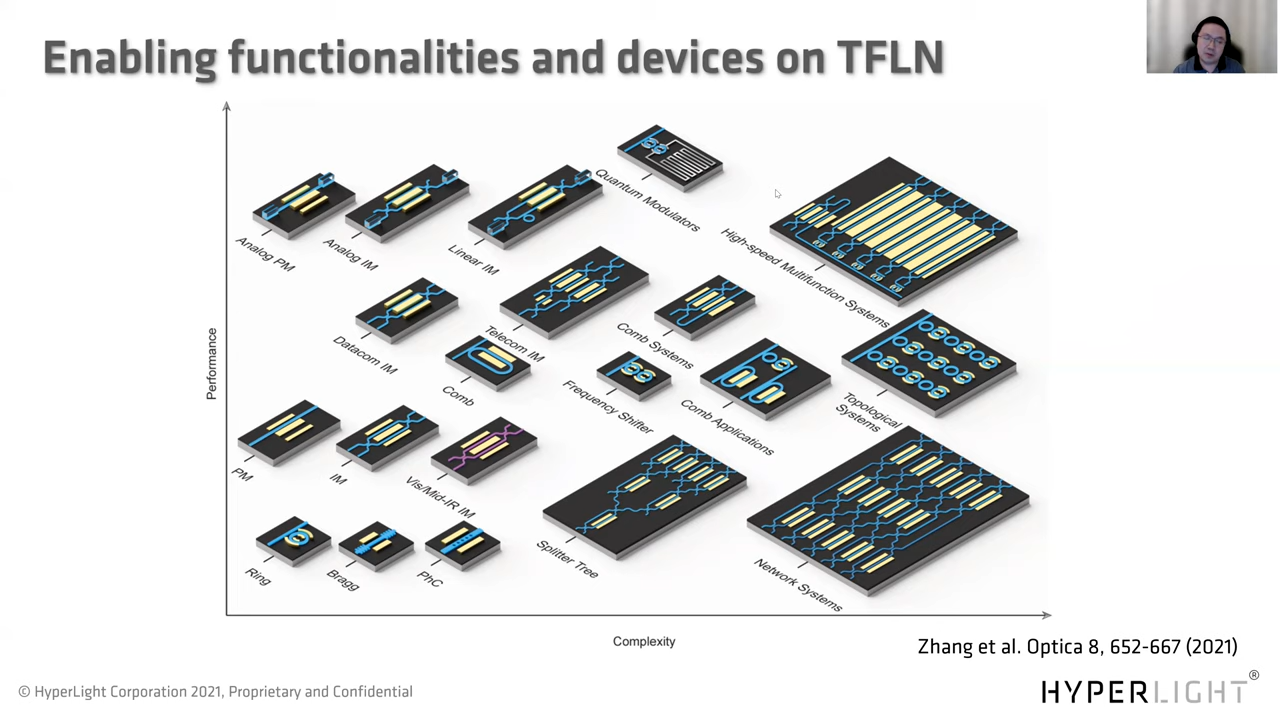 Enabling functionalities and devices on TFLN
Performance
Analog PM
Analog IM
Linear IM
Quantum Modulators
High-speed Multifunction Systems
Datacom IM
Telecom IM
Comb Systems
Comb
Frequency Shifter
Comb Applications
Topological
Systems
PM
IM
Vis/Mid-IR IM
Splitter Tree
Network Systems
Ring
Bragg
PhC
Complexity
Zhang et al. Optica 8, 652-667 (2021)
© HyperLight Corporation 2021, Proprietary and Confidential
HYPERLIGHT®